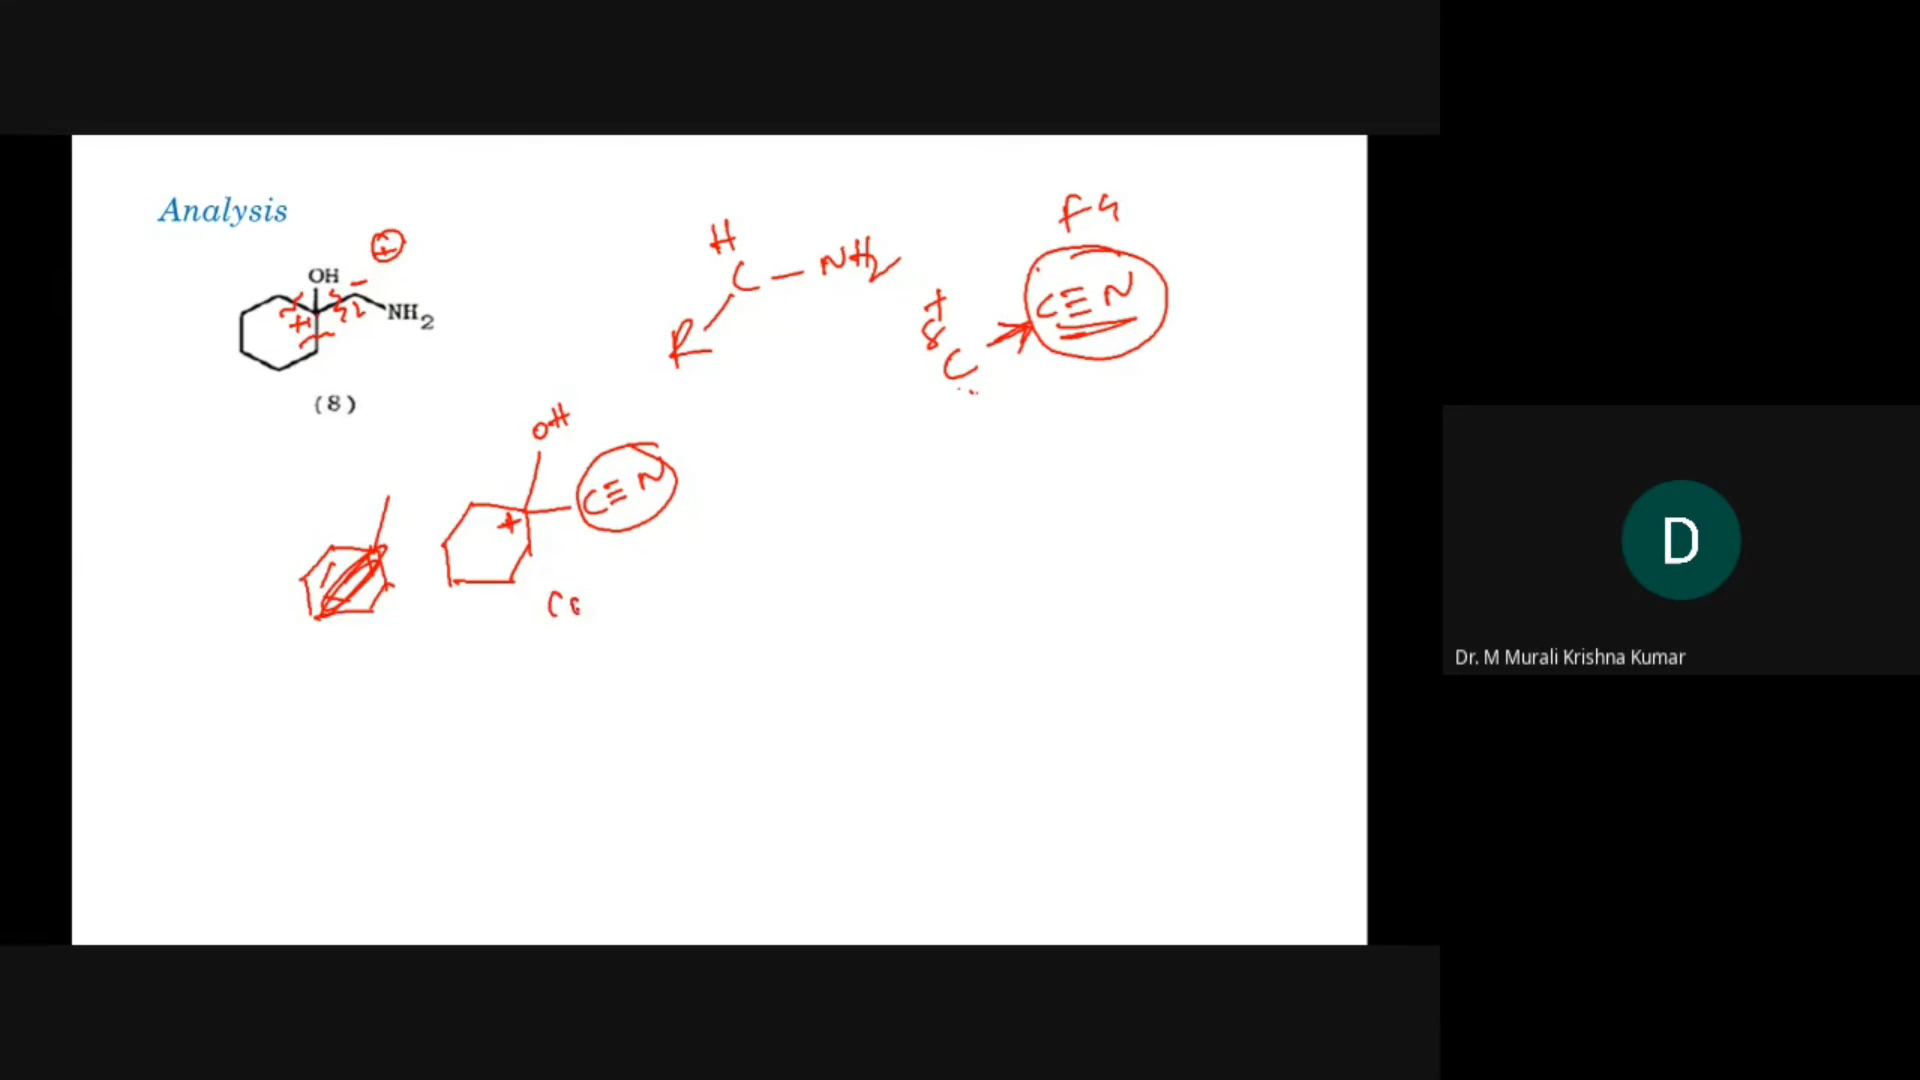 Analysis
OH
NH2
(8)
+
H
C - NH2
R
FG
C≡N
+
δ
C
OH
C≡N
+
D
Dr. M Murali Krishna Kumar